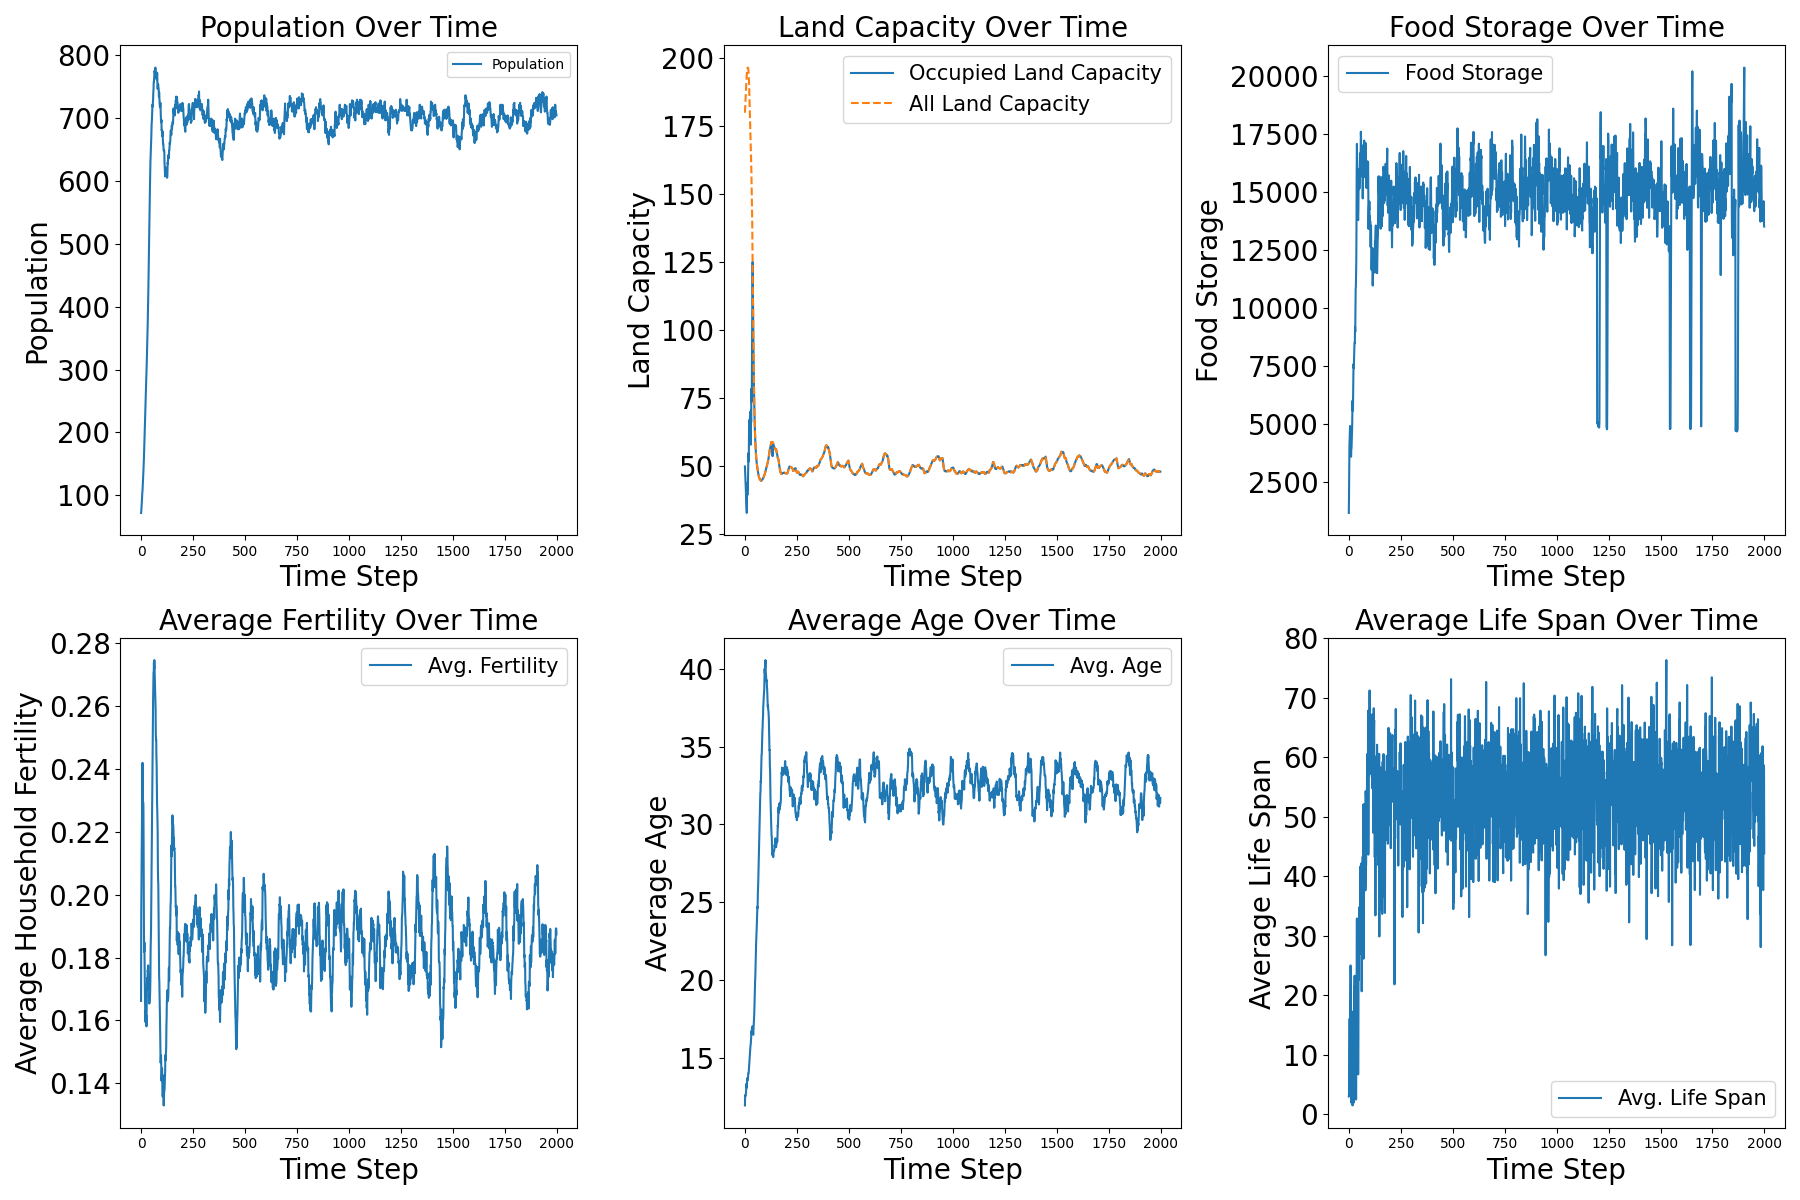 Population Over Time
Population
800
700
600
500
400
300
200
100
Population
0 250 500 750 1000 1250 1500 1750 2000
Time Step
Land Capacity Over Time
Occupied Land Capacity
All Land Capacity
200
175
150
125
100
75
50
25
Land Capacity
0 250 500 750 1000 1250 1500 1750 2000
Time Step
Food Storage Over Time
Food Storage
20000
17500
15000
12500
10000
7500
5000
2500
Food Storage
0 250 500 750 1000 1250 1500 1750 2000
Time Step
Average Fertility Over Time
Avg. Fertility
0.28
0.26
0.24
0.22
0.20
0.18
0.16
0.14
Average Household Fertility
0 250 500 750 1000 1250 1500 1750 2000
Time Step
Average Age Over Time
Avg. Age
40
35
30
25
20
15
Average Age
0 250 500 750 1000 1250 1500 1750 2000
Time Step
Average Life Span Over Time
80
70
60
50
40
30
20
10
0
Average Life Span
Avg. Life Span
0 250 500 750 1000 1250 1500 1750 2000
Time Step